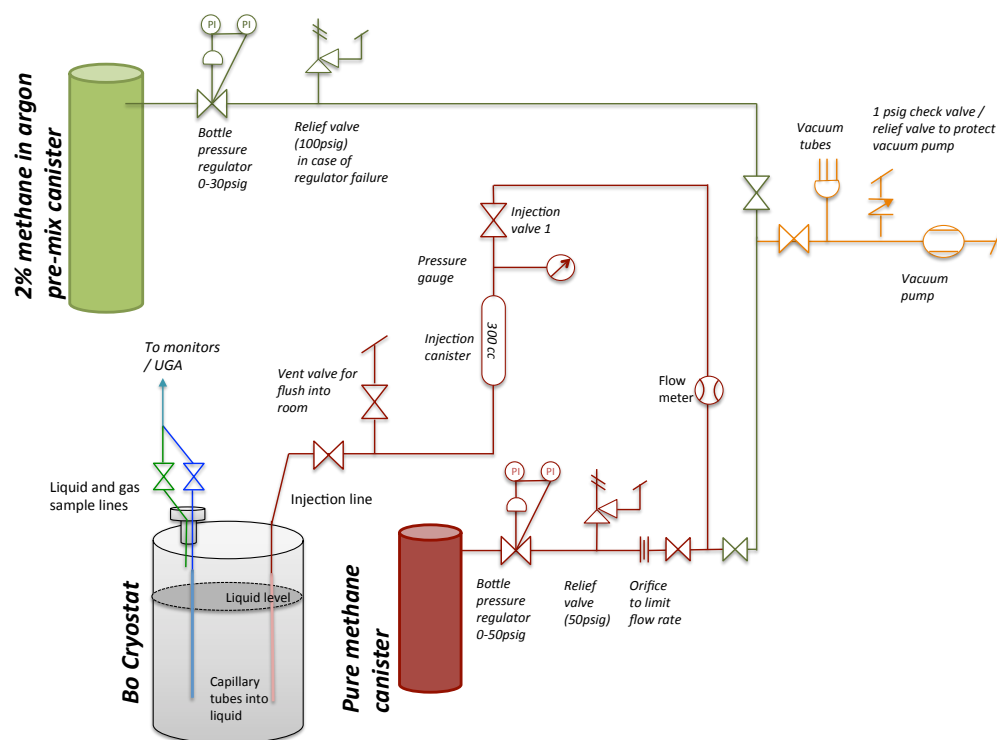 2% methane in argon
pre-mix canister
PI
PI
Bottle
pressure
regulator
0-30psig
Relief valve
(100psig)
in case of
regulator failure
1 psig check valve /
relief valve to protect
vacuum pump
Vacuum
tubes
Vacuum
pump
Injection
valve 1
Pressure
gauge
Injection
canister
300 cc
Flow
meter
To monitors
/ UGA
Vent valve for
flush into
room
Liquid and gas
sample lines
Injection line
Bo Cryostat
Liquid level
Capillary
tubes into
liquid
Pure methane
canister
PI
PI
Bottle
pressure
regulator
0-50psig
Relief
valve
(50psig)
Orifice
to limit
flow rate